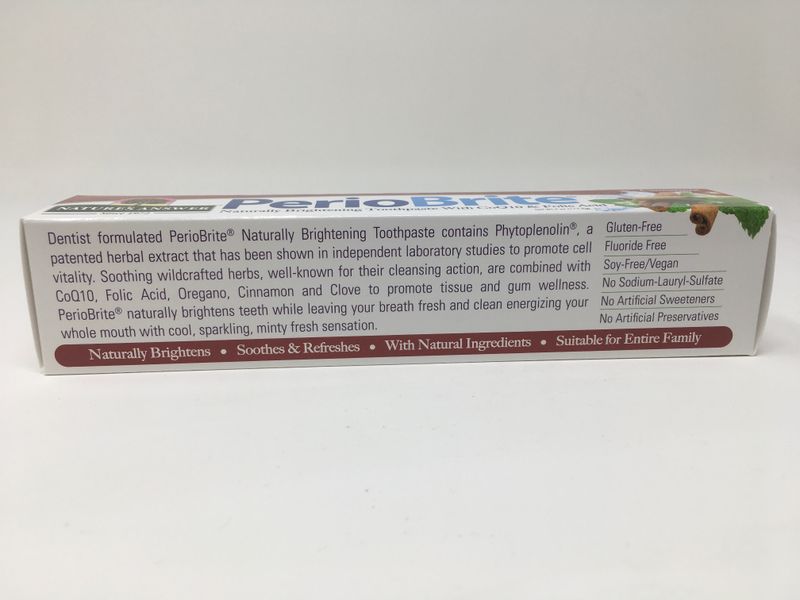 NATURE'S ANSWER
PerioBrite
Naturally Brightening Toothpaste With CoQ10 & Folic Acid
Dentist formulated PerioBrite® Naturally Brightening Toothpaste contains Phytoplenolin®, a
patented herbal extract that has been shown in independent laboratory studies to promote cell
vitality. Soothing wildcrafted herbs, well-known for their cleansing action, are combined with
CoQ10, Folic Acid, Oregano, Cinnamon and Clove to promote tissue and gum wellness.
PerioBrite® naturally brightens teeth while leaving your breath fresh and clean energizing your
whole mouth with cool, sparkling, minty fresh sensation.
Gluten-Free
Fluoride Free
Soy-Free/Vegan
No Sodium-Lauryl-Sulfate
No Artificial Sweeteners
No Artificial Preservatives
Naturally Brightens • Soothes & Refreshes • With Natural Ingredients • Suitable for Entire Family